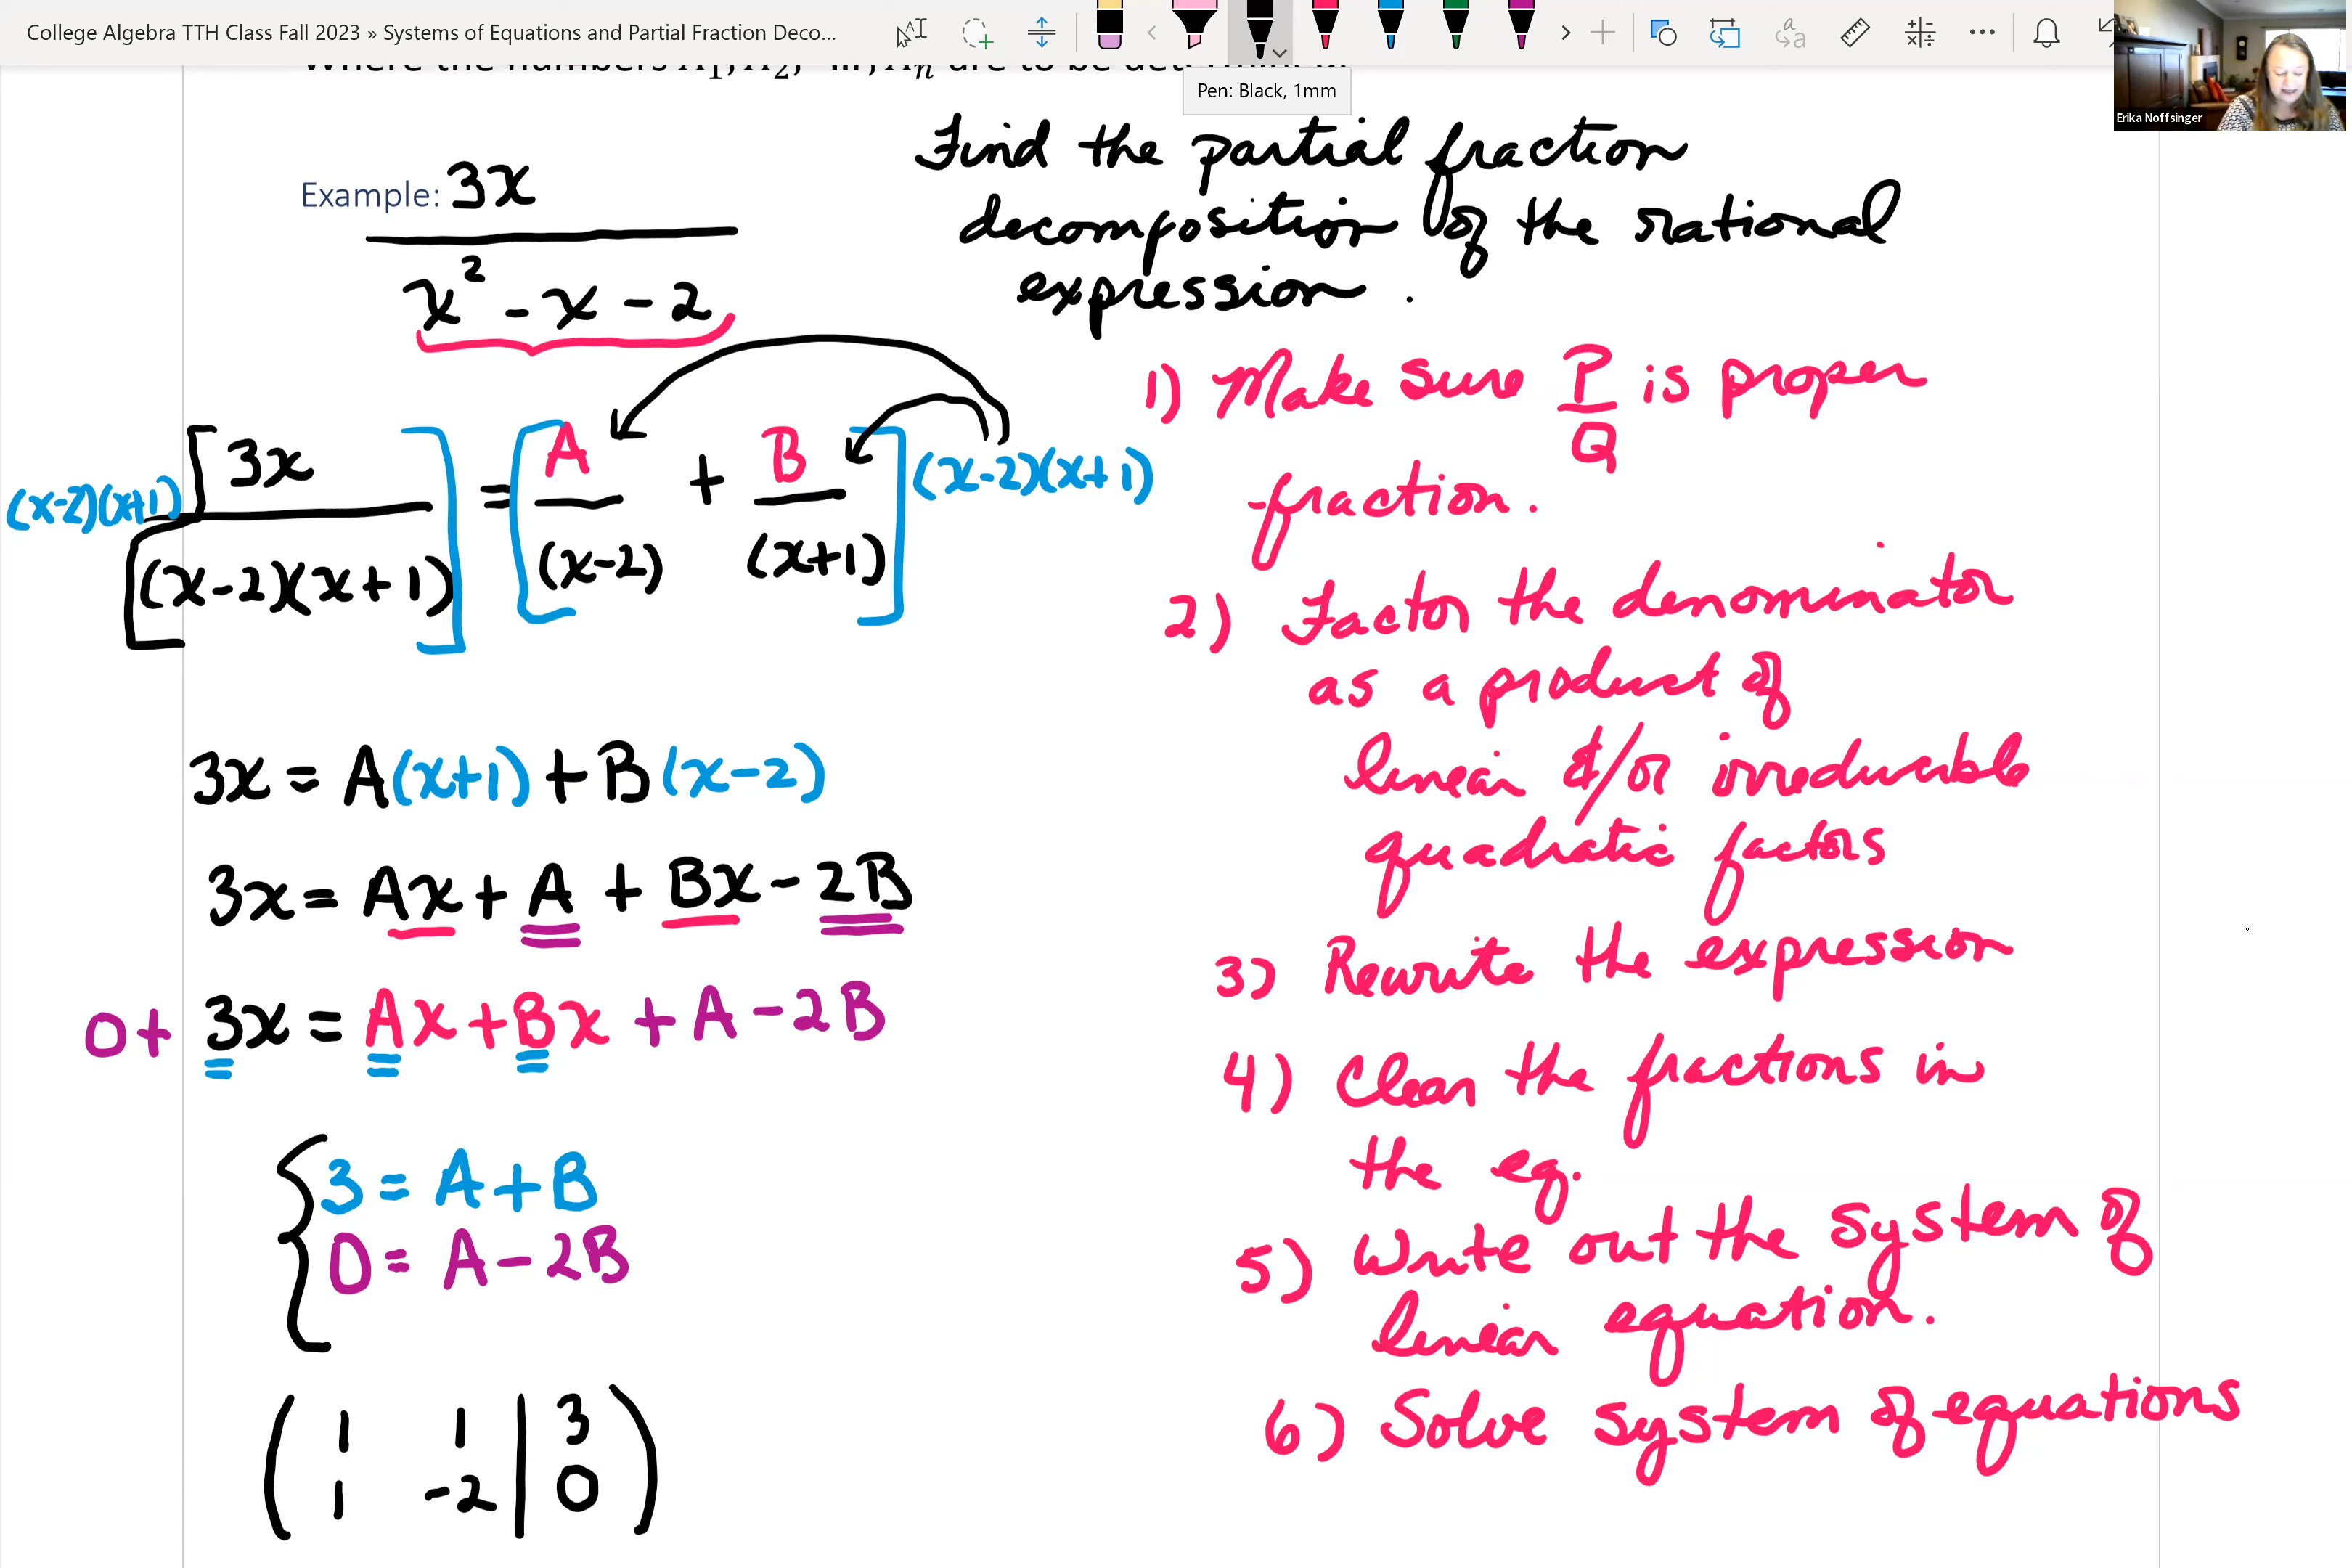 College Algebra TTH Class Fall 2023 » Systems of Equations and Partial Fraction Deco...
Pen: Black, 1mm
Erika Noffsinger
Find the partial fraction
decomposition of the rational
expression.
Example: 3x
x² - x - 2
1) Make sure P/Q is proper
fraction.
(x-2)(x+1) [3x / (x-2)(x+1)] = [A/(x-2) + B/(x+1)] (x-2)(x+1)
2) Factor the denominator
as a product of
linear &/or irreducible
quadratic factors
3x = A(x+1) + B(x-2)
3x = Ax + A + Bx - 2B
3) Rewrite the expression
0 + 3x = Ax + Bx + A - 2B
4) Clear the fractions in
the eq.
3 = A + B
0 = A - 2B
5) Write out the system of
linear equation.
6) Solve system of equations
1 1 | 3
1 -2 | 0